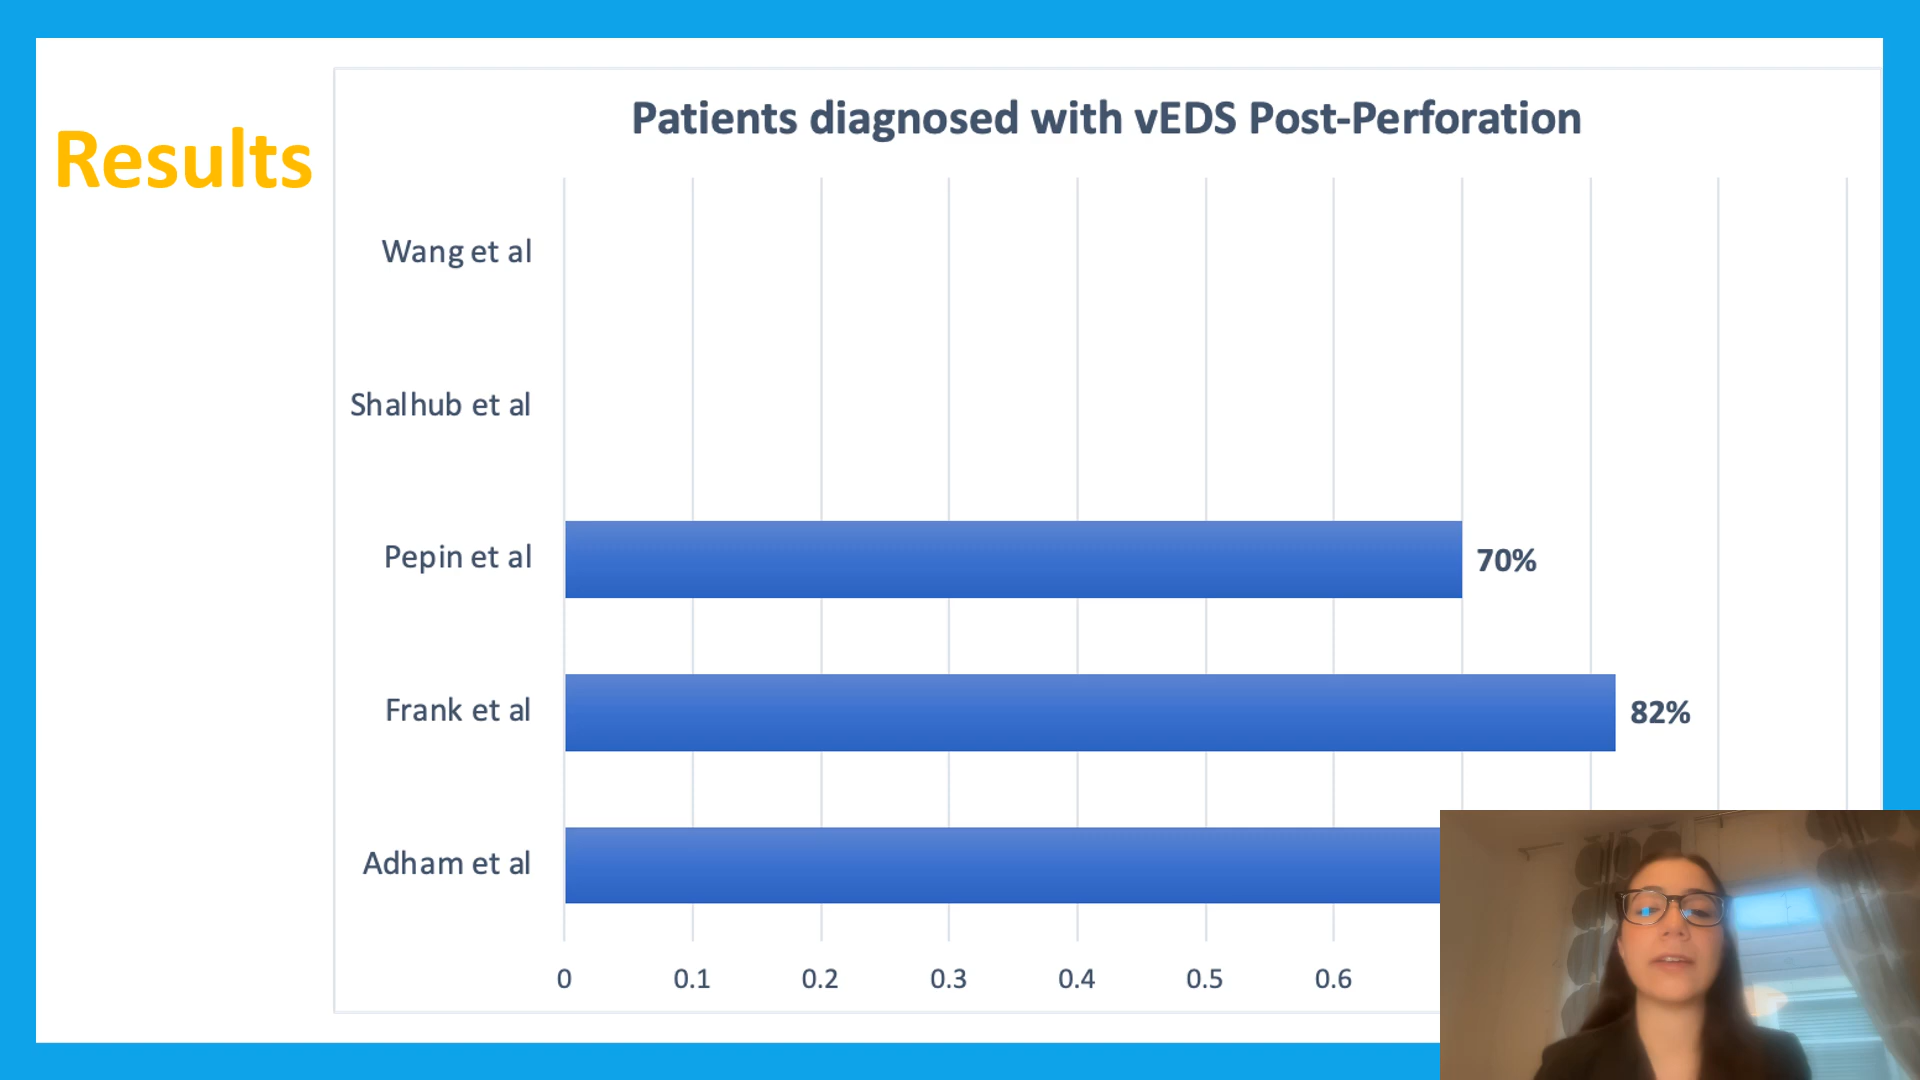 Results
Patients diagnosed with vEDS Post-Perforation
Wang et al
Shalhub et al
Pepin et al
70%
Frank et al
82%
Adham et al
0 0.1 0.2 0.3 0.4 0.5 0.6